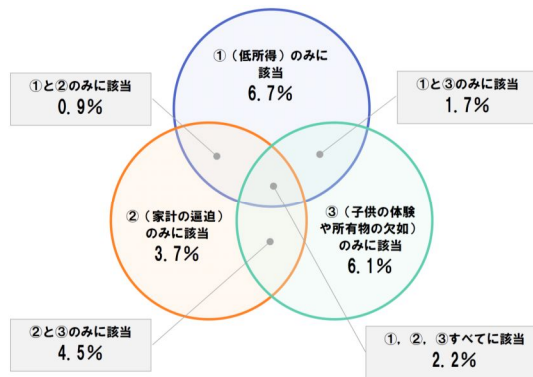 ①（低所得）のみに
該当
6.7%
①と②のみに該当
0.9%
①と③のみに該当
1.7%
②（家計の逼迫）
のみに該当
3.7%
③（子供の体験
や所有物の欠如）
のみに該当
6.1%
②と③のみに該当
4.5%
①，②，③すべてに該当
2.2%